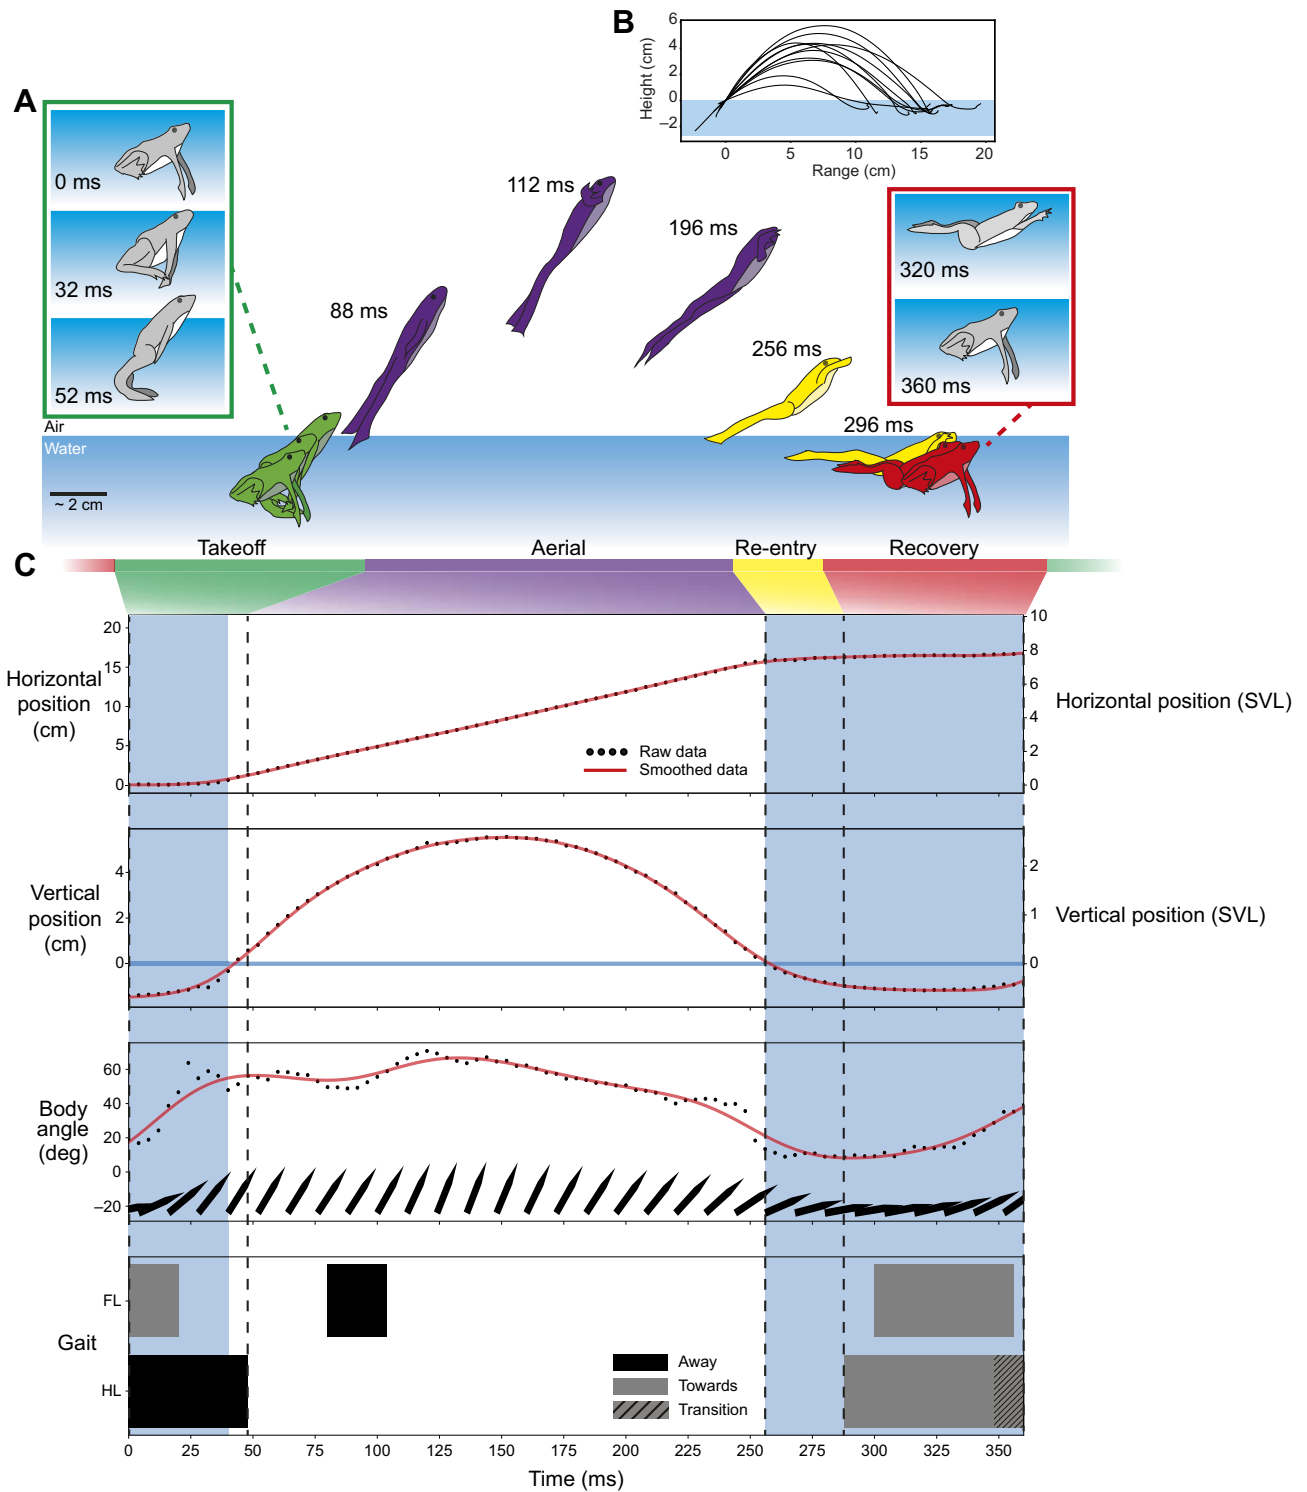 B
6
4
2
0
–2
Height (cm)
0
5
10
15
20
Range (cm)
A
0 ms
32 ms
52 ms
112 ms
196 ms
88 ms
256 ms
296 ms
320 ms
360 ms
Air
Water
~ 2 cm
C
Takeoff
Aerial
Re-entry
Recovery
20
15
10
5
0
Horizontal
position
(cm)
10
8
6
4
2
0
Horizontal position (SVL)
Raw data
Smoothed data
4
2
0
Vertical
position
(cm)
2
1
0
Vertical position (SVL)
60
40
20
0
–20
Body
angle
(deg)
FL
Gait
HL
Away
Towards
Transition
0
25
50
75
100
125
150
175
200
225
250
275
300
325
350
Time (ms)